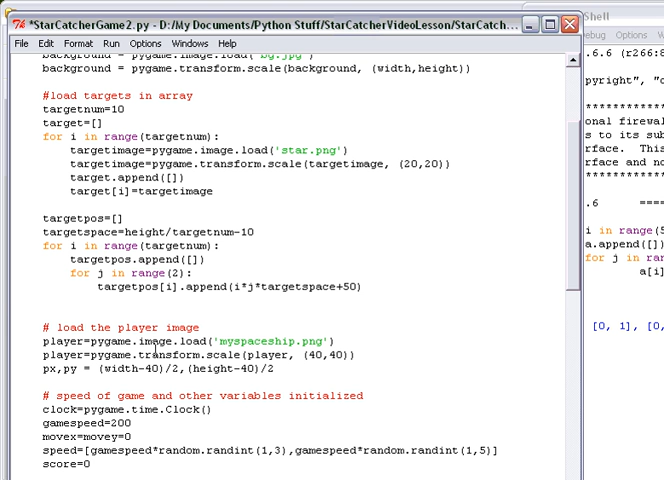 *StarCatcherGame2.py - D:/My Documents/Python Stuff/StarCatcherVideoLesson/StarCatch...
Shell
File Edit Format Run Options Windows Help
ebug Options
background = pygame.image.load('bg.jpg')
background = pygame.transform.scale(background, (width,height))
#load targets in array
targetnum=10
target=[]
for i in range(targetnum):
targetimage=pygame.image.load('star.png')
targetimage=pygame.transform.scale(targetimage, (20,20))
target.append([])
target[i]=targetimage
targetpos=[]
targetspace=height/targetnum-10
for i in range(targetnum):
targetpos.append([])
for j in range(2):
targetpos[i].append(i*j*targetspace+50)
# load the player image
player=pygame.image.load('myspaceship.png')
player=pygame.transform.scale(player, (40,40))
px,py = (width-40)/2,(height-40)/2
# speed of game and other variables initialized
clock=pygame.time.Clock()
gamespeed=200
movex=movey=0
speed=[gamespeed*random.randint(1,3),gamespeed*random.randint(1,5)]
score=0
.6.6 (r266:8
pyright", "c
************
onal firewal
s to its sub
rface. This
rface and no
************
.6 ====
i in range(5
a.append([])
for j in ran
a[i]
[0, 1], [0,